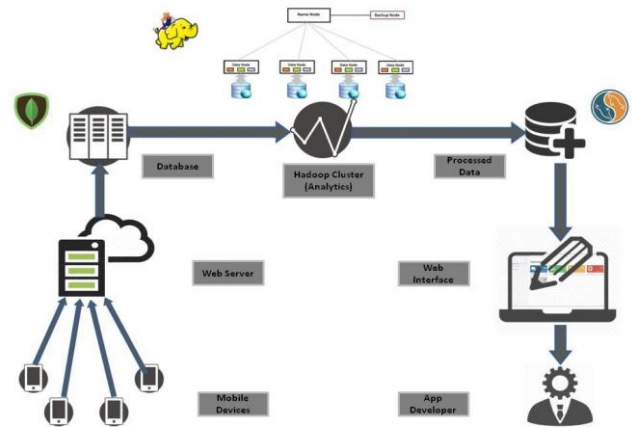 Name Node
Backup Node
Data Node
Data Node
Data Node
Data Node
Database
Hadoop Cluster
(Analytics)
Processed
Data
Web Server
Web
Interface
Mobile
Devices
App
Developer